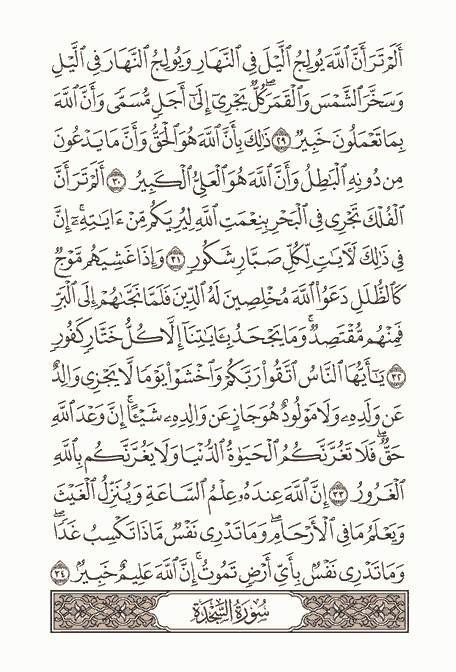 أَلَمْ تَرَ أَنَّ ٱللَّهَ يُولِجُ ٱلَّيْلَ فِى ٱلنَّهَارِ وَيُولِجُ ٱلنَّهَارَ فِى ٱلَّيْلِ
وَسَخَّرَ ٱلشَّمْسَ وَٱلْقَمَرَۖ كُلٌّ يَجْرِىٓ إِلَىٰٓ أَجَلٍ مُّسَمًّى وَأَنَّ ٱللَّهَ
بِمَا تَعْمَلُونَ خَبِيرٌ ٢٩ ذَٰلِكَ بِأَنَّ ٱللَّهَ هُوَ ٱلْحَقُّ وَأَنَّ مَا يَدْعُونَ
مِن دُونِهِ ٱلْبَٰطِلُ وَأَنَّ ٱللَّهَ هُوَ ٱلْعَلِىُّ ٱلْكَبِيرُ ٣٠ أَلَمْ تَرَ أَنَّ
ٱلْفُلْكَ تَجْرِى فِى ٱلْبَحْرِ بِنِعْمَتِ ٱللَّهِ لِيُرِيَكُم مِّنْ ءَايَٰتِهِۦٓۚ إِنَّ
فِى ذَٰلِكَ لَءَايَٰتٍ لِّكُلِّ صَبَّارٍ شَكُورٍ ٣١ وَإِذَا غَشِيَهُم مَّوْجٌ
كَٱلظُّلَلِ دَعَوُا۟ ٱللَّهَ مُخْلِصِينَ لَهُ ٱلدِّينَ فَلَمَّا نَجَّىٰهُمْ إِلَى ٱلْبَرِّ
فَمِنْهُم مُّقْتَصِدٌۚ وَمَا يَجْحَدُ بِـَٔايَٰتِنَآ إِلَّا كُلُّ خَتَّارٍ كَفُورٍ
٣٢ يَٰٓأَيُّهَا ٱلنَّاسُ ٱتَّقُوا۟ رَبَّكُمْ وَٱخْشَوْا۟ يَوْمًا لَّا يَجْزِى وَالِدٌ
عَن وَلَدِهِۦ وَلَا مَوْلُودٌ هُوَ جَازٍ عَن وَالِدِهِۦ شَيْـًٔاۚ إِنَّ وَعْدَ ٱللَّهِ
حَقٌّۖ فَلَا تَغُرَّنَّكُمُ ٱلْحَيَوٰةُ ٱلدُّنْيَا وَلَا يَغُرَّنَّكُم بِٱللَّهِ
ٱلْغَرُورُ ٣٣ إِنَّ ٱللَّهَ عِندَهُۥ عِلْمُ ٱلسَّاعَةِ وَيُنَزِّلُ ٱلْغَيْثَ
وَيَعْلَمُ مَا فِى ٱلْأَرْحَامِۖ وَمَا تَدْرِى نَفْسٌ مَّاذَا تَكْسِبُ غَدًاۖ
وَمَا تَدْرِى نَفْسٌۢ بِأَىِّ أَرْضٍ تَمُوتُۚ إِنَّ ٱللَّهَ عَلِيمٌ خَبِيرٌۢ ٣٤
سُورَةُ السَّجْدَةِ